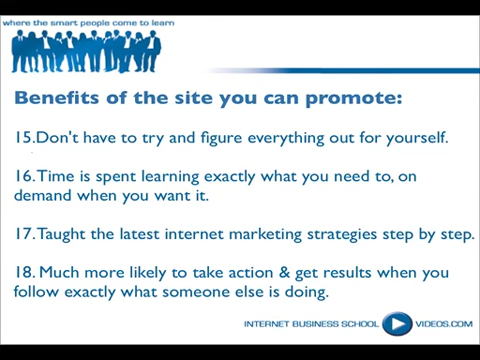 where the smart people come to learn
Benefits of the site you can promote:
15.Don't have to try and figure everything out for yourself.
16. Time is spent learning exactly what you need to, on
demand when you want it.
17. Taught the latest internet marketing strategies step by step.
18. Much more likely to take action & get results when you
follow exactly what someone else is doing.
INTERNET BUSINESS SCHOOL VIDEOS.COM